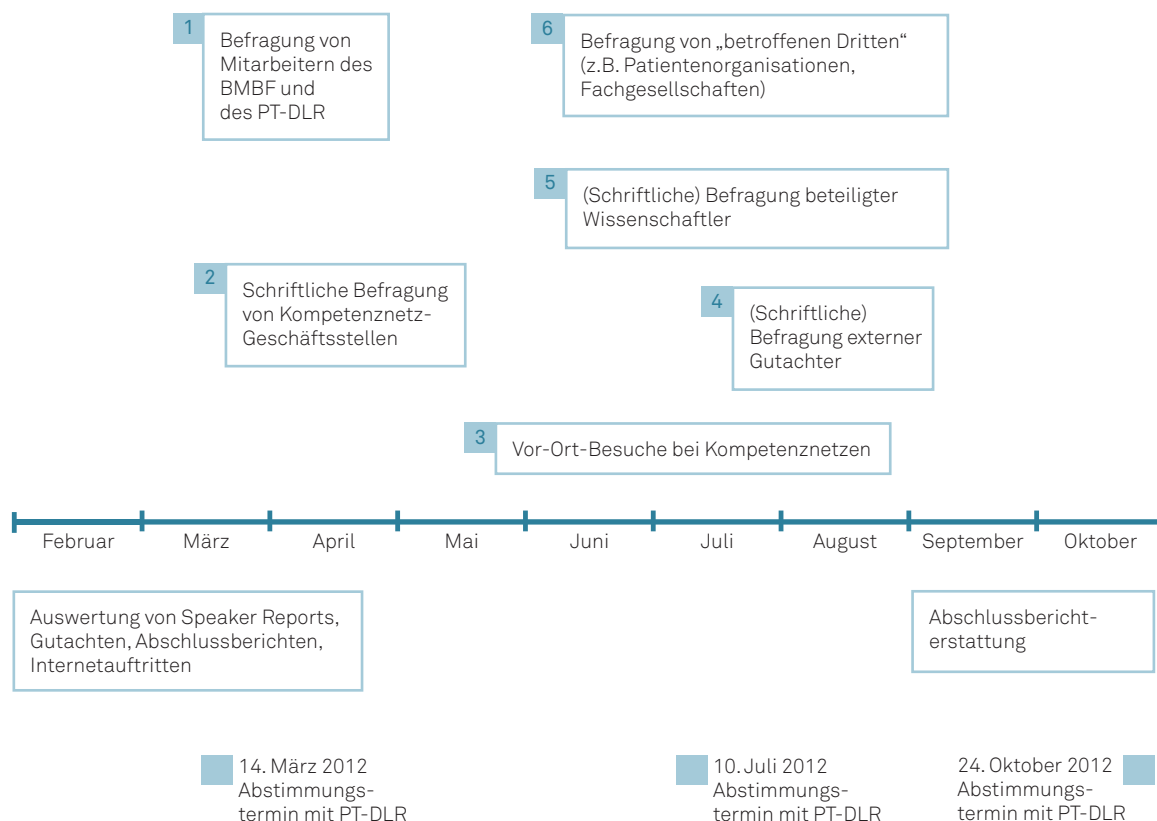 1
Befragung von
Mitarbeitern des
BMBF und
des PT-DLR
6
Befragung von „betroffenen Dritten“
(z.B. Patientenorganisationen,
Fachgesellschaften)
5
(Schriftliche) Befragung beteiligter
Wissenschaftler
2
Schriftliche Befragung
von Kompetenznetz-
Geschäftsstellen
4
(Schriftliche)
Befragung externer
Gutachter
3
Vor-Ort-Besuche bei Kompetenznetzen
Februar März April Mai Juni Juli August September Oktober
Auswertung von Speaker Reports,
Gutachten, Abschlussberichten,
Internetauftritten
Abschlussbericht-
erstattung
14. März 2012
Abstimmungs-
termin mit PT-DLR
10. Juli 2012
Abstimmungs-
termin mit PT-DLR
24. Oktober 2012
Abstimmungs-
termin mit PT-DLR